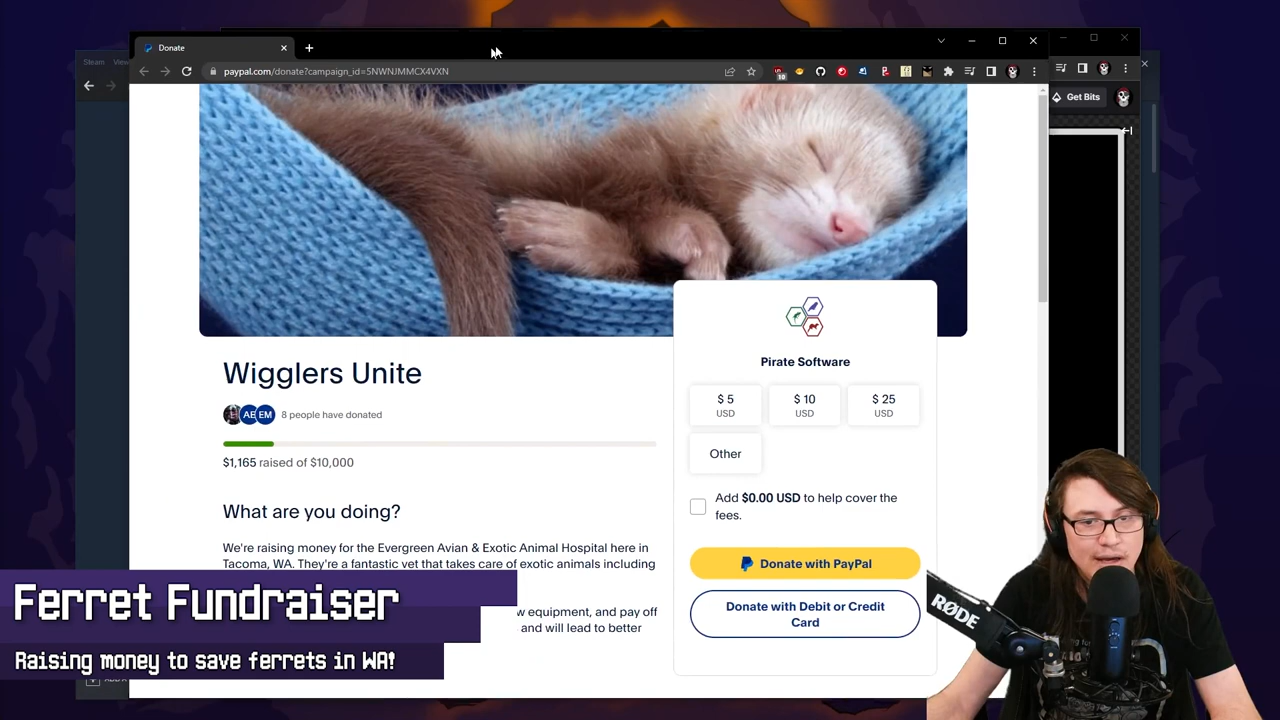 Donate
Steam View
paypal.com/donate?campaign_id=5NWNJMMCX4VXN
10
Get Bits
Pirate Software
Wigglers Unite
AE EM 8 people have donated
$ 5
USD
$ 10
USD
$ 25
USD
$1,165 raised of $10,000
Other
Add $0.00 USD to help cover the
fees.
What are you doing?
We're raising money for the Evergreen Avian & Exotic Animal Hospital here in
Tacoma, WA. They're a fantastic vet that takes care of exotic animals including
Donate with PayPal
w equipment, and pay off
and will lead to better
Donate with Debit or Credit
Card
Ferret Fundraiser
Raising money to save ferrets in WA!
RØDE